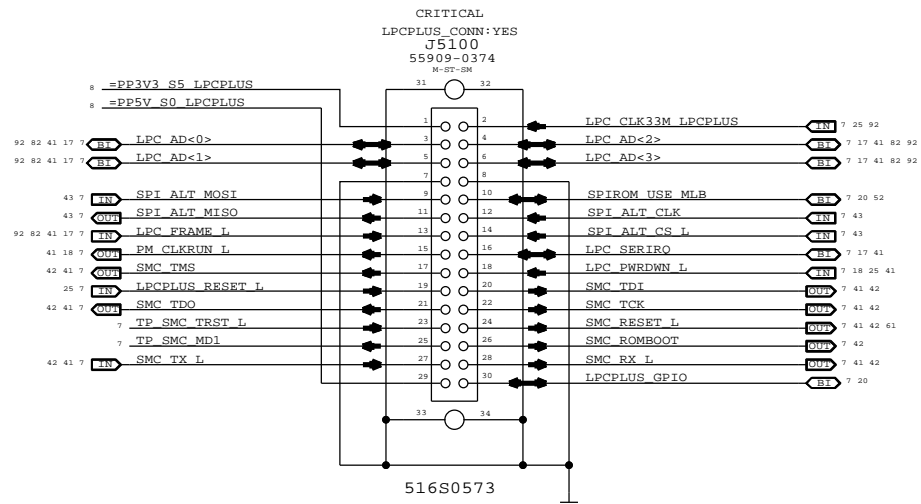 CRITICAL
LPCPLUS_CONN:YES
J5100
55909-0374
M-ST-SM
31 32
8 =PP3V3_S5_LPCPLUS
8 =PP5V_S0_LPCPLUS
1 2 LPC_CLK33M_LPCPLUS IN 7 25 92
92 82 41 17 7 BI LPC_AD<0> 3 4 LPC_AD<2> BI 7 17 41 82 92
92 82 41 17 7 BI LPC_AD<1> 5 6 LPC_AD<3> BI 7 17 41 82 92
7 8
43 7 IN SPI_ALT_MOSI 9 10 SPIROM_USE_MLB BI 7 20 52
43 7 OUT SPI_ALT_MISO 11 12 SPI_ALT_CLK IN 7 43
92 82 41 17 7 IN LPC_FRAME_L 13 14 SPI_ALT_CS_L IN 7 43
41 18 7 OUT PM_CLKRUN_L 15 16 LPC_SERIRQ BI 7 17 41
42 41 7 OUT SMC_TMS 17 18 LPC_PWRDWN_L IN 7 18 25 41
25 7 IN LPCPLUS_RESET_L 19 20 SMC_TDI OUT 7 41 42
42 41 7 OUT SMC_TDO 21 22 SMC_TCK OUT 7 41 42
7 TP_SMC_TRST_L 23 24 SMC_RESET_L OUT 7 41 42 61
7 TP_SMC_MD1 25 26 SMC_ROMBOOT OUT 7 42
42 41 7 IN SMC_TX_L 27 28 SMC_RX_L OUT 7 41 42
29 30 LPCPLUS_GPIO BI 7 20
33 34
516S0573